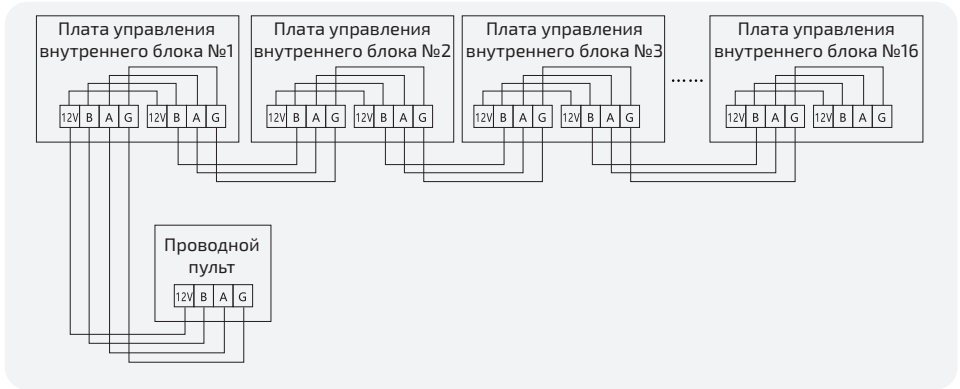 Плата управления
внутреннего блока №1
Плата управления
внутреннего блока №2
Плата управления
внутреннего блока №3
......
Плата управления
внутреннего блока №16
12V B A G 12V B A G
12V B A G 12V B A G
12V B A G 12V B A G
12V B A G 12V B A G
Проводной
пульт
12V B A G